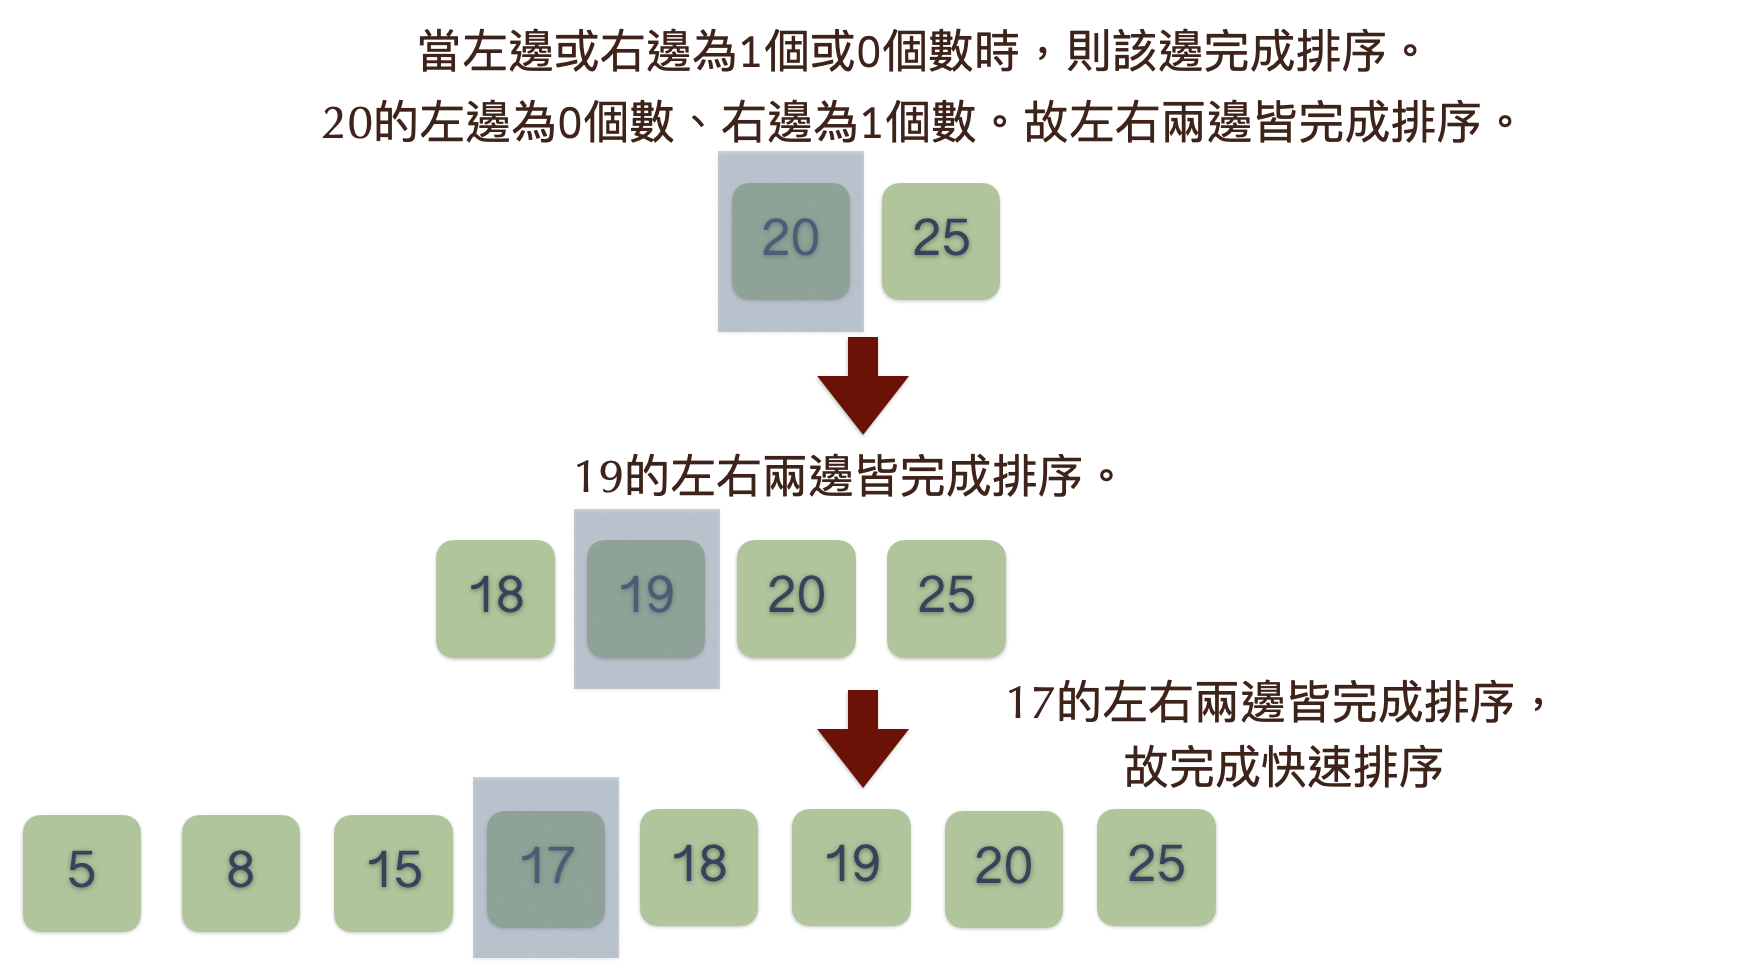 當左邊或右邊為1個或0個數時，則該邊完成排序。
20的左邊為0個數、右邊為1個數。故左右兩邊皆完成排序。
20 25
19的左右兩邊皆完成排序。
18 19 20 25
17的左右兩邊皆完成排序，
故完成快速排序
5 8 15 17 18 19 20 25